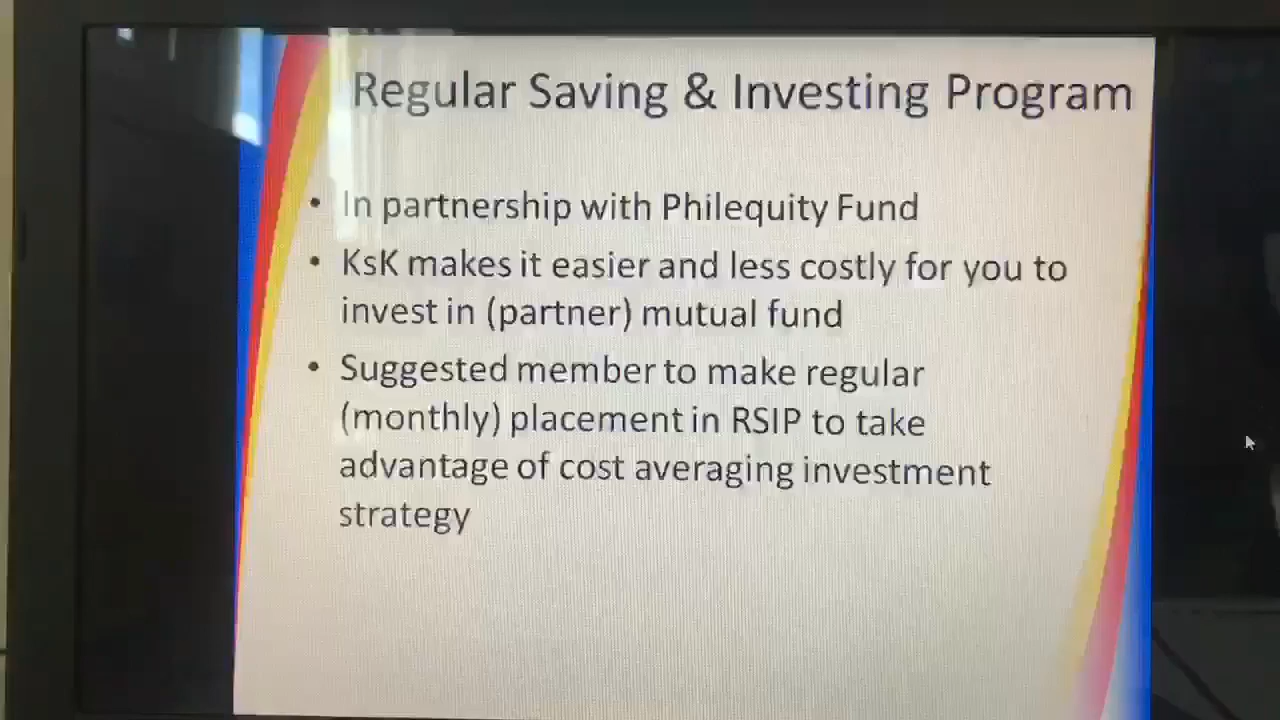 Regular Saving & Investing Program
• In partnership with Philequity Fund
• KsK makes it easier and less costly for you to
invest in (partner) mutual fund
• Suggested member to make regular
(monthly) placement in RSIP to take
advantage of cost averaging investment
strategy